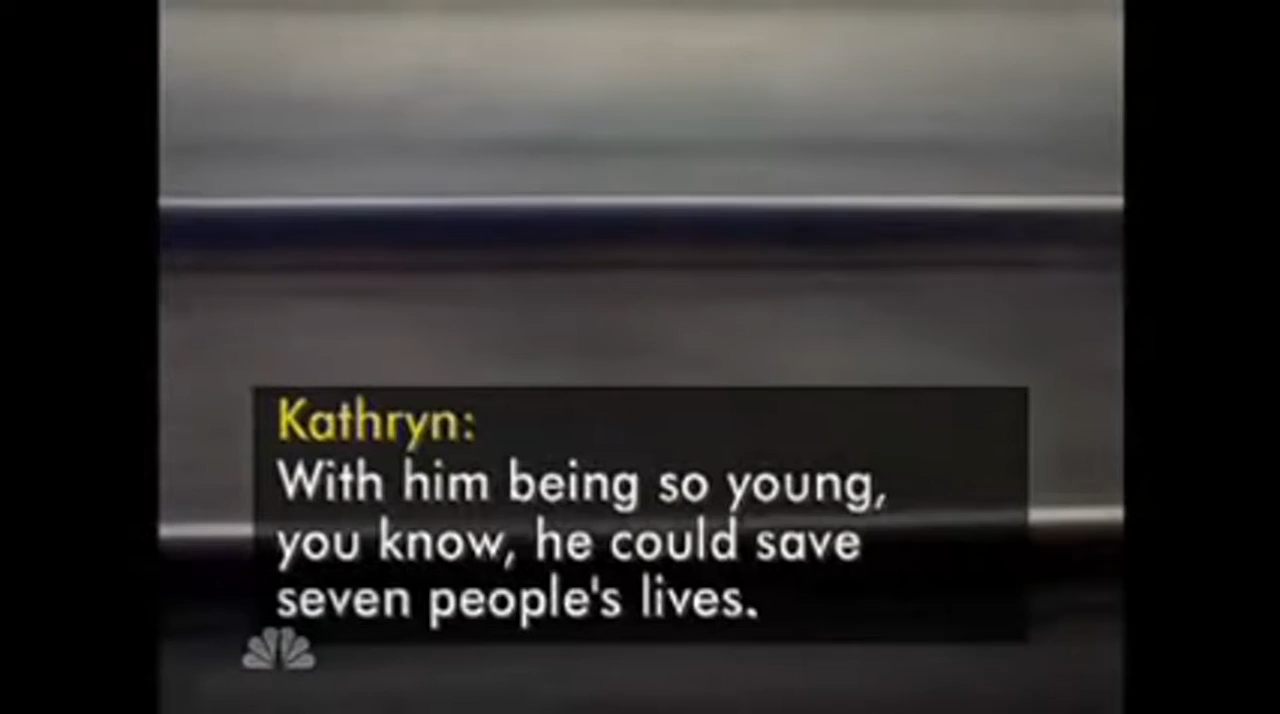 Kathryn:
With him being so young,
you know, he could save
seven people's lives.